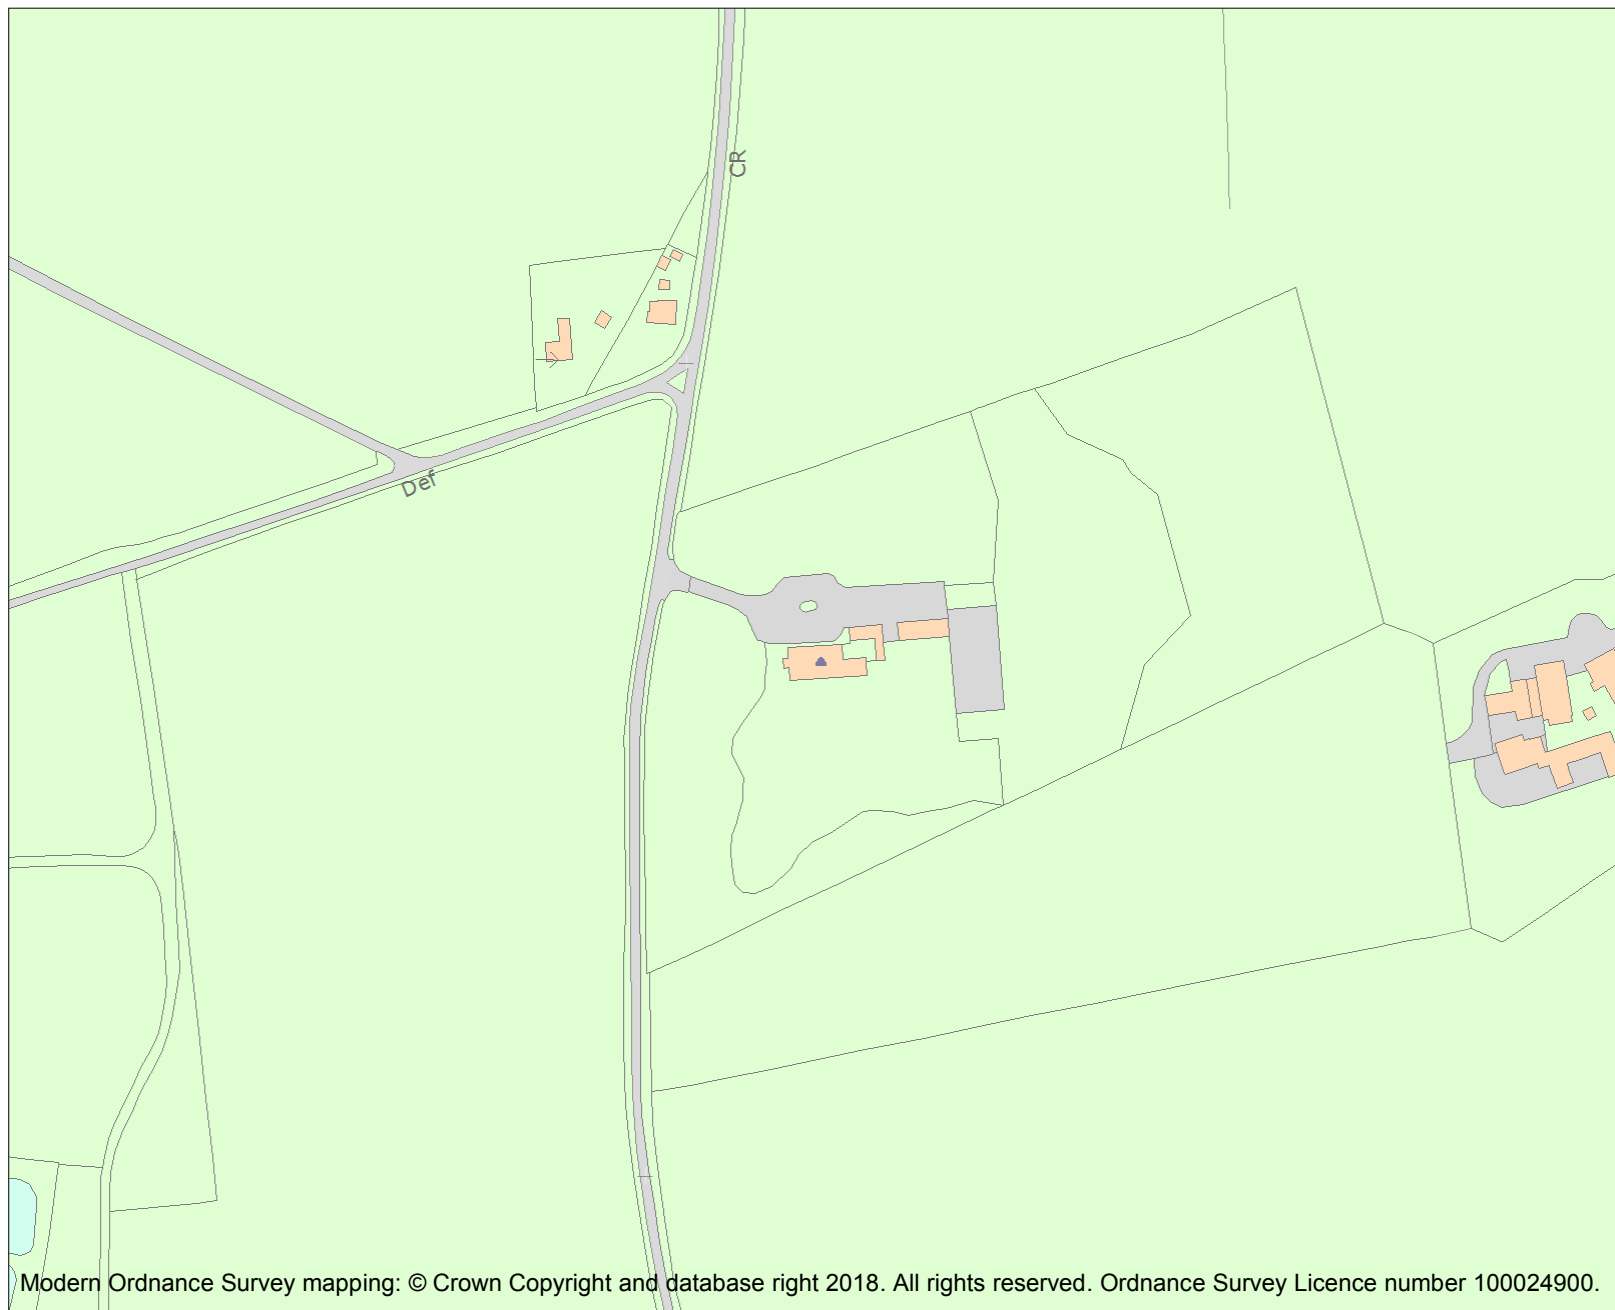 CR
Def
Modern Ordnance Survey mapping: © Crown Copyright and database right 2018. All rights reserved. Ordnance Survey Licence number 100024900.